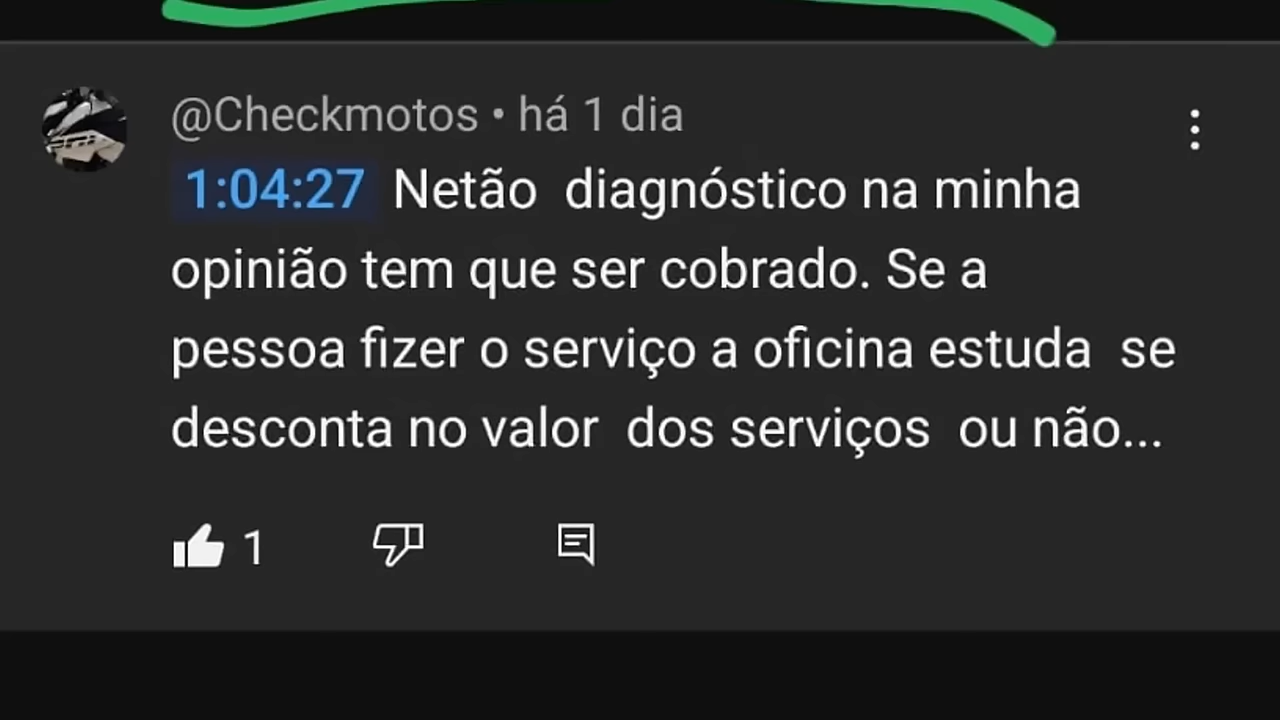 @Checkmotos • há 1 dia
1:04:27 Netão diagnóstico na minha
opinião tem que ser cobrado. Se a
pessoa fizer o serviço a oficina estuda se
desconta no valor dos serviços ou não...
1